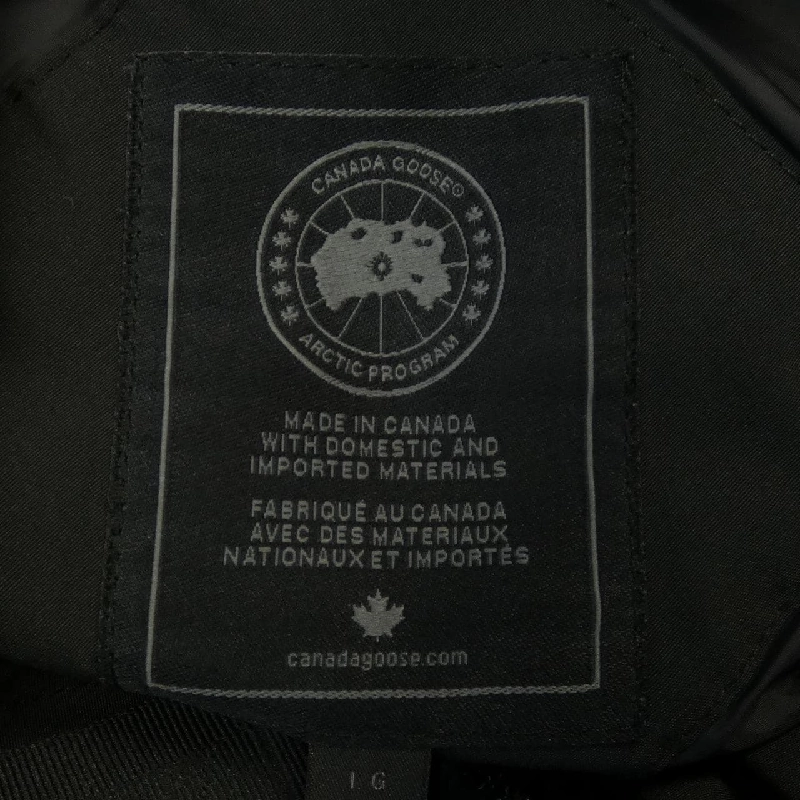 CANADA GOOSE©
ARCTIC PROGRAM
MADE IN CANADA
WITH DOMESTIC AND
IMPORTED MATERIALS
FABRIQUÉ AU CANADA
AVEC DES MATERIAUX
NATIONAUX ET IMPORTÉS
canadagoose.com
1 G